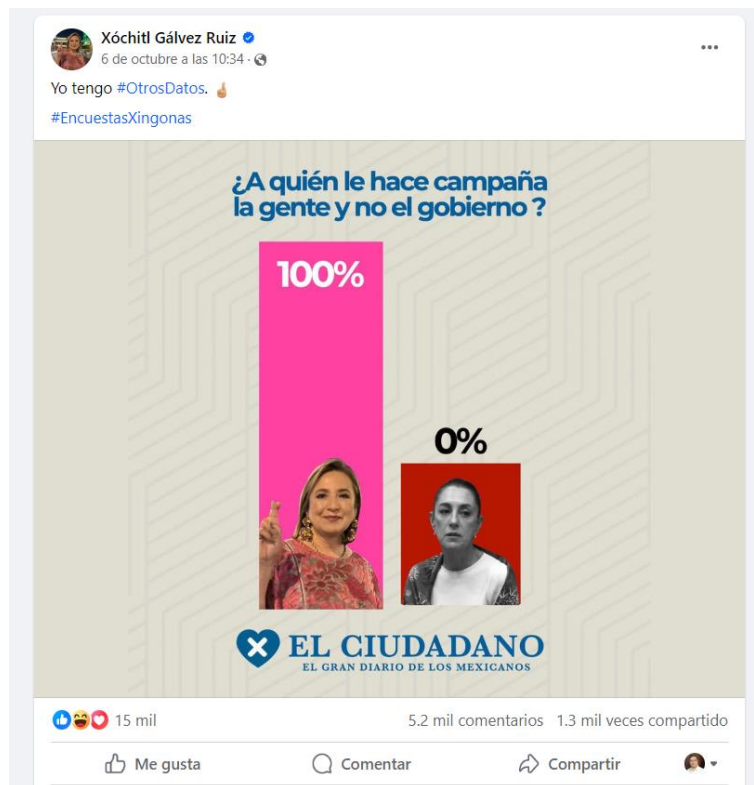 Xóchitl Gálvez Ruiz
6 de octubre a las 10:34 ·
Yo tengo #OtrosDatos.
#EncuestasXingonas
¿A quién le hace campaña
la gente y no el gobierno ?
100%
0%
EL CIUDADANO
EL GRAN DIARIO DE LOS MEXICANOS
15 mil
5.2 mil comentarios 1.3 mil veces compartido
Me gusta Comentar Compartir